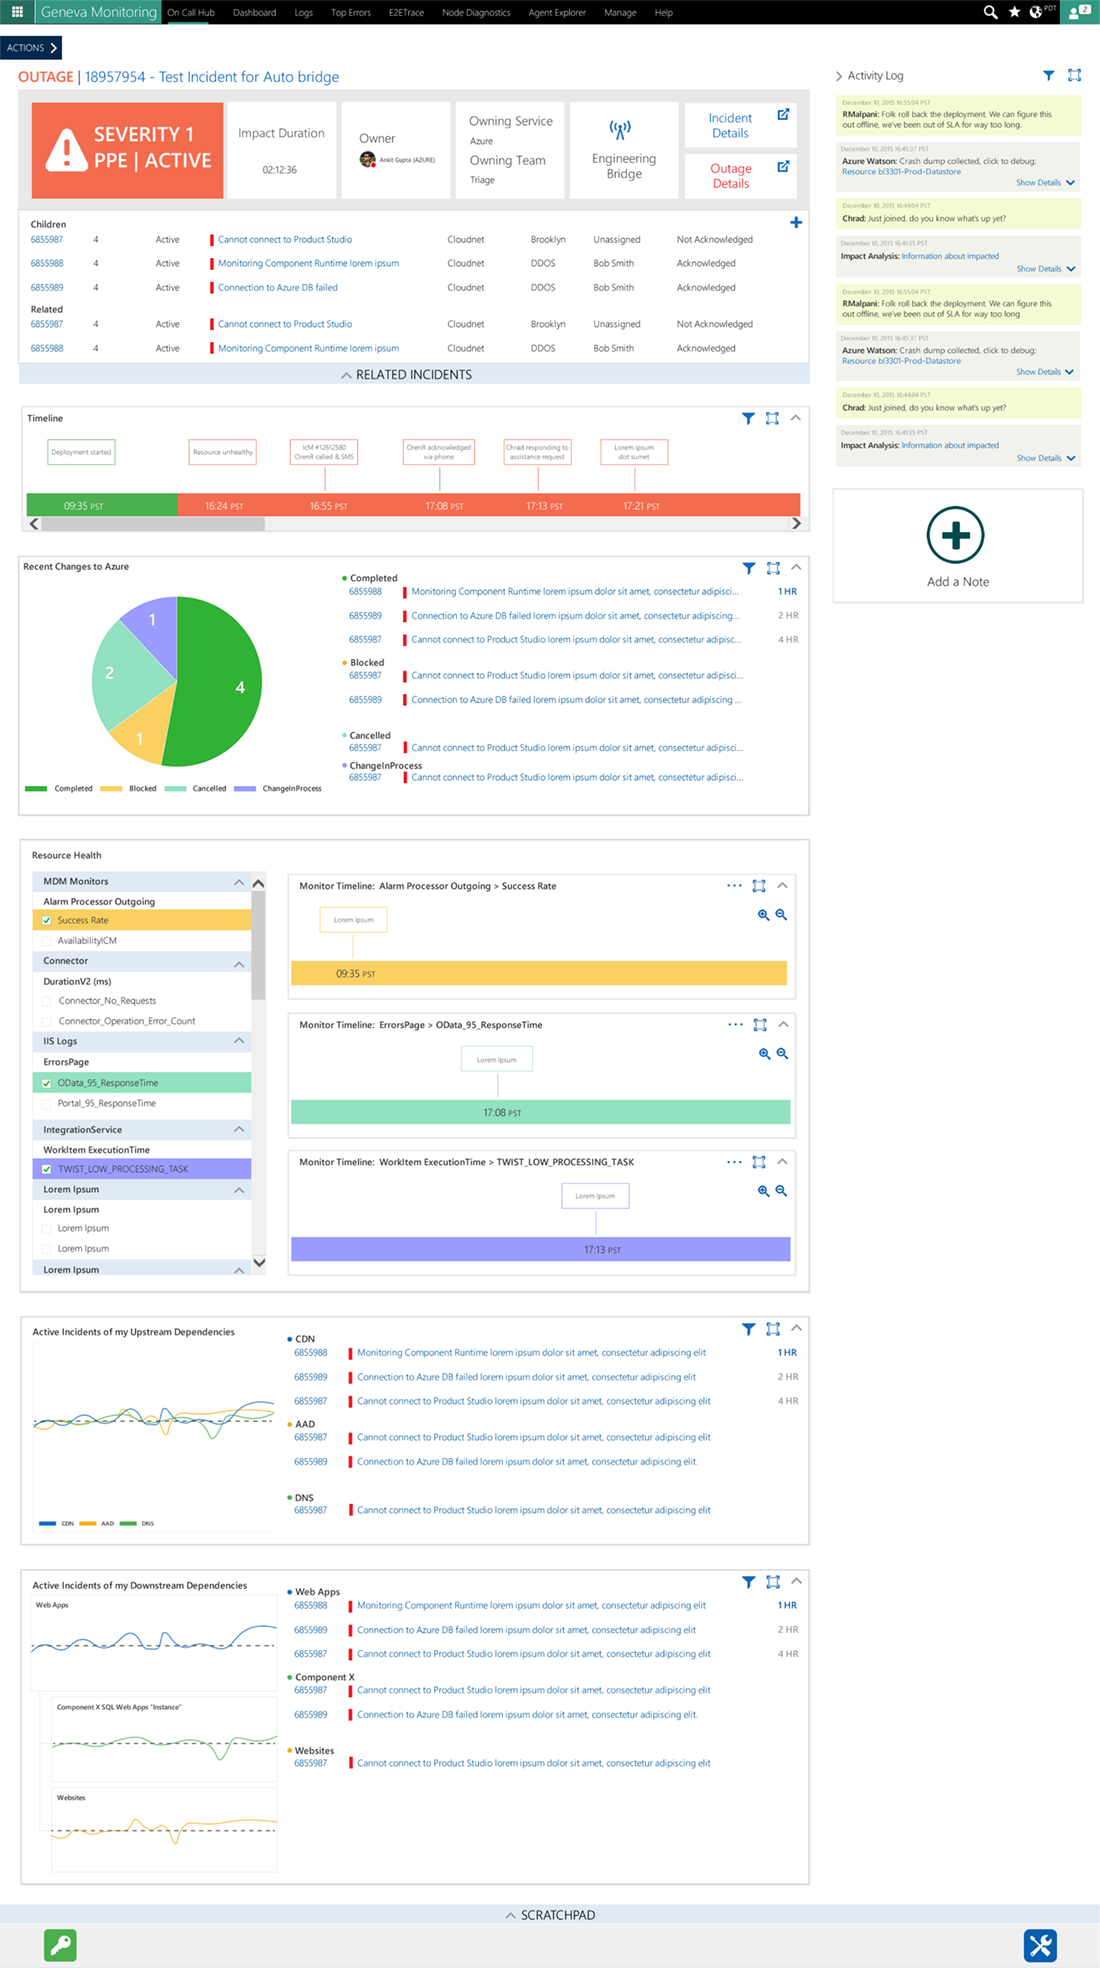 Geneva Monitoring
On Call Hub
Dashboard
Logs
Top Errors
E2ETrace
Node Diagnostics
Agent Explorer
Manage
Help
PDT
2
ACTIONS
OUTAGE | 18957954 - Test Incident for Auto bridge
SEVERITY 1
PPE | ACTIVE
Impact Duration
02:12:36
Owner
Ankit Gupta (AZURE)
Owning Service
Azure
Owning Team
Triage
Engineering
Bridge
Incident
Details
Outage
Details
Children
6855987 4 Active Cannot connect to Product Studio Cloudnet Brooklyn Unassigned Not Acknowledged
6855988 4 Active Monitoring Component Runtime lorem ipsum Cloudnet DDOS Bob Smith Acknowledged
6855989 4 Active Connection to Azure DB failed Cloudnet DDOS Bob Smith Acknowledged
Related
6855987 4 Active Cannot connect to Product Studio Cloudnet Brooklyn Unassigned Not Acknowledged
6855988 4 Active Monitoring Component Runtime lorem ipsum Cloudnet DDOS Bob Smith Acknowledged
RELATED INCIDENTS
Timeline
Deployment started
Resource unhealthy
IcM #12612580
OrenR called & SMS
OrenR acknowledged
via phone
Chrad responding to
assistance request
Lorem ipsum
dot sumet
09:35 PST 16:24 PST 16:55 PST 17:08 PST 17:13 PST 17:21 PST
Recent Changes to Azure
1
2
4
1
Completed Blocked Cancelled ChangeInProcess
Completed
6855988 Monitoring Component Runtime lorem ipsum dolor sit amet, consectetur adipisci... 1 HR
6855989 Connection to Azure DB failed lorem ipsum dolor sit amet, consectetur adipiscing... 2 HR
6855987 Cannot connect to Product Studio lorem ipsum dolor sit amet, consectetur adipisc... 4 HR
Blocked
6855987 Cannot connect to Product Studio lorem ipsum dolor sit amet, consectetur adipisci...
6855989 Connection to Azure DB failed lorem ipsum dolor sit amet, consectetur adipiscing ...
Cancelled
6855987 Cannot connect to Product Studio lorem ipsum dolor sit amet, consectetur adipisci...
ChangeInProcess
6855987 Cannot connect to Product Studio lorem ipsum dolor sit amet, consectetur adipisci...
Resource Health
MDM Monitors
Alarm Processor Outgoing
Success Rate
AvailabilityICM
Connector
DurationV2 (ms)
Connector_No_Requests
Connector_Operation_Error_Count
IIS Logs
ErrorsPage
OData_95_ResponseTime
Portal_95_ResponseTime
IntegrationService
WorkItem ExecutionTime
TWIST_LOW_PROCESSING_TASK
Lorem Ipsum
Lorem Ipsum
Lorem Ipsum
Lorem Ipsum
Lorem Ipsum
Monitor Timeline: Alarm Processor Outgoing > Success Rate
Lorem Ipsum
09:35 PST
Monitor Timeline: ErrorsPage > OData_95_ResponseTime
Lorem Ipsum
17:08 PST
Monitor Timeline: WorkItem ExecutionTime > TWIST_LOW_PROCESSING_TASK
Lorem Ipsum
17:13 PST
Active Incidents of my Upstream Dependencies
CDN AAD DNS
CDN
6855988 Monitoring Component Runtime lorem ipsum dolor sit amet, consectetur adipiscing elit 1 HR
6855989 Connection to Azure DB failed lorem ipsum dolor sit amet, consectetur adipiscing elit 2 HR
6855987 Cannot connect to Product Studio lorem ipsum dolor sit amet, consectetur adipiscing elit 4 HR
AAD
6855987 Cannot connect to Product Studio lorem ipsum dolor sit amet, consectetur adipiscing elit
6855989 Connection to Azure DB failed lorem ipsum dolor sit amet, consectetur adipiscing elit.
DNS
6855987 Cannot connect to Product Studio lorem ipsum dolor sit amet, consectetur adipiscing elit
Active Incidents of my Downstream Dependencies
Web Apps
Component X SQL Web Apps "Instance"
Websites
Web Apps
6855988 Monitoring Component Runtime lorem ipsum dolor sit amet, consectetur adipiscing elit 1 HR
6855989 Connection to Azure DB failed lorem ipsum dolor sit amet, consectetur adipiscing elit 2 HR
6855987 Cannot connect to Product Studio lorem ipsum dolor sit amet, consectetur adipiscing elit 4 HR
Component X
6855987 Cannot connect to Product Studio lorem ipsum dolor sit amet, consectetur adipiscing elit
6855989 Connection to Azure DB failed lorem ipsum dolor sit amet, consectetur adipiscing elit.
Websites
6855987 Cannot connect to Product Studio lorem ipsum dolor sit amet, consectetur adipiscing elit
Activity Log
December 10, 2015 16:55:04 PST
RMalpani: Folk roll back the deployment. We can figure this
out offline, we've been out of SLA for way too long.
December 10, 2015 16:45:37 PST
Azure Watson: Crash dump collected, click to debug:
Resource bl3301-Prod-Datastore
Show Details
December 10, 2015 16:44:04 PST
Chrad: Just joined, do you know what's up yet?
December 10, 2015 16:41:35 PST
Impact Analysis: Information about impacted
Show Details
December 10, 2015 16:55:04 PST
RMalpani: Folk roll back the deployment. We can figure this
out offline, we've been out of SLA for way too long.
December 10, 2015 16:45:37 PST
Azure Watson: Crash dump collected, click to debug:
Resource bl3301-Prod-Datastore
Show Details
December 10, 2015 16:44:04 PST
Chrad: Just joined, do you know what's up yet?
December 10, 2015 16:41:35 PST
Impact Analysis: Information about impacted
Show Details
Add a Note
SCRATCHPAD